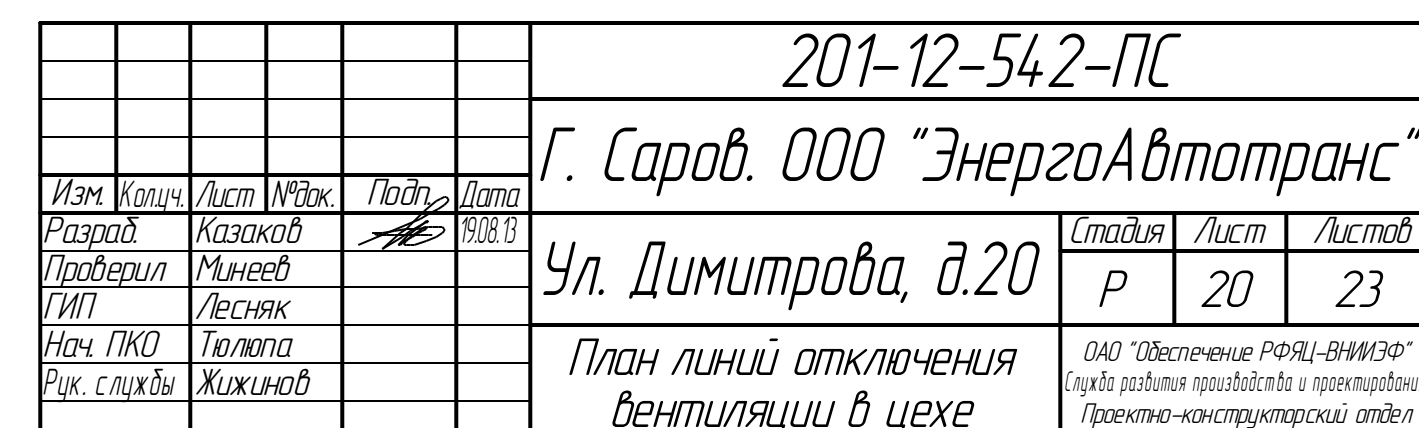 201-12-542-ПС
Г. Саров. ООО "ЭнергоАвтотранс"
Изм. Кол.уч. Лист №док. Подп. Дата
Разраб. Казаков 19.08.13
Проверил Минеев
ГИП Лесняк
Нач. ПКО Тюлюпа
Рук. службы Жижинов
Ул. Димитрова, д.20
Стадия Лист Листов
Р 20 23
План линий отключения
вентиляции в цехе
ОАО "Обеспечение РФЯЦ-ВНИИЭФ"
Служба развития производства и проектирования
Проектно-конструкторский отдел